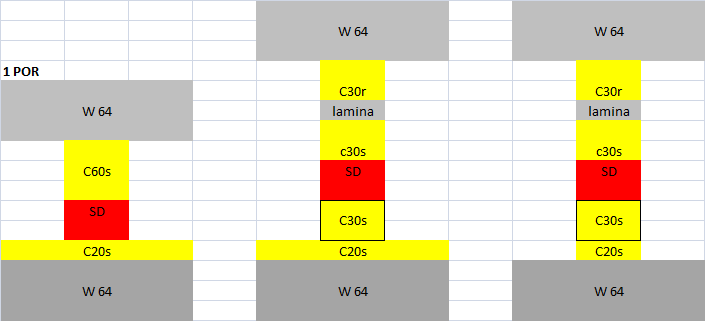 W 64
W 64
1 POR
C30r
C30r
W 64
lamina
lamina
C60s
c30s
c30s
SD
SD
SD
C30s
C30s
C20s
C20s
C20s
W 64
W 64
W 64